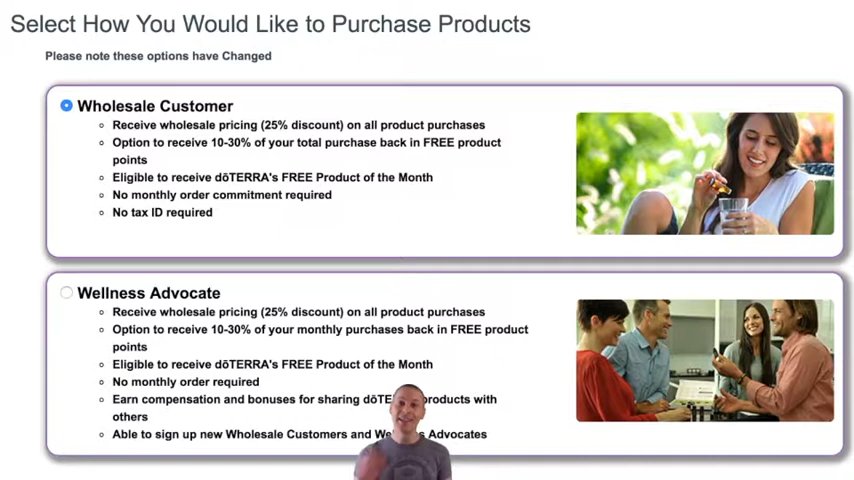 Select How You Would Like to Purchase Products
Please note these options have Changed
Wholesale Customer
Receive wholesale pricing (25% discount) on all product purchases
Option to receive 10-30% of your total purchase back in FREE product
points
Eligible to receive dōTERRA's FREE Product of the Month
No monthly order commitment required
No tax ID required
Wellness Advocate
Receive wholesale pricing (25% discount) on all product purchases
Option to receive 10-30% of your monthly purchases back in FREE product
points
Eligible to receive dōTERRA's FREE Product of the Month
No monthly order required
Earn compensation and bonuses for sharing products with
others
Able to sign up new Wholesale Customers and Advocates